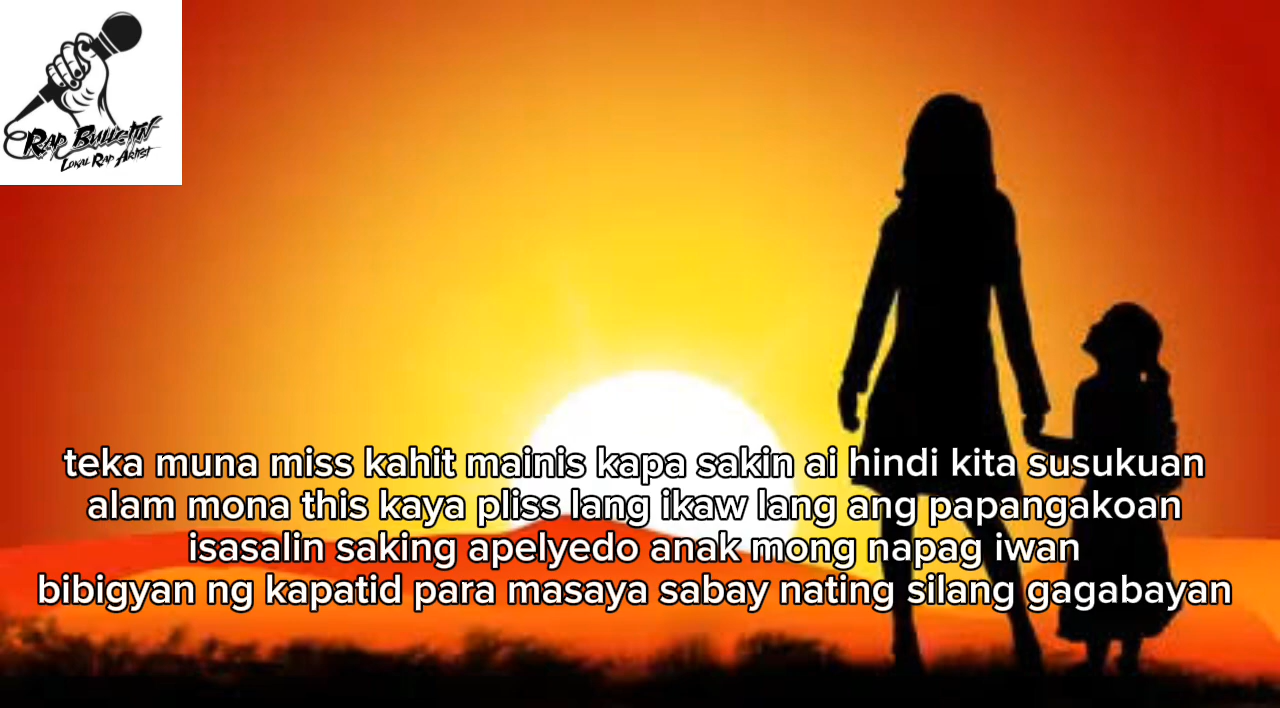 RAP BULLETIN
LOKAL RAP ARTIST
teka muna miss kahit mainis kapa sakin ai hindi kita susukuan
alam mona this kaya pliss lang ikaw lang ang papangakoan
isasalin saking apelyedo anak mong napag iwan
bibigyan ng kapatid para masaya sabay nating silang gagabayan